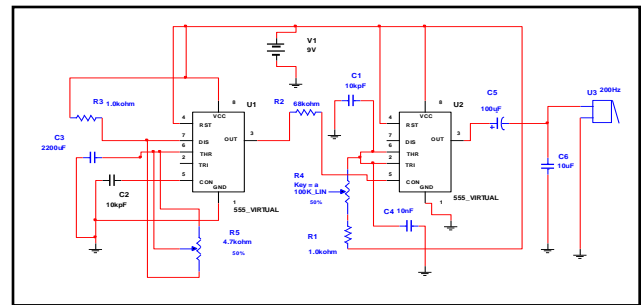 V1
9V
C1
10kpF
U1
R2
68kohm
R3 1.0kohm
C3
2200uF
C2
10kpF
8
VCC
4 RST
7 DIS
6 THR
2 TRI
5 CON
OUT 3
GND
1
555_VIRTUAL
R5
4.7kohm
50%
U2
8
VCC
4 RST
7 DIS
6 THR
2 TRI
5 CON
OUT 3
GND
1
555_VIRTUAL
R4
Key = a
100K_LIN
50%
C4 10nF
R1
1.0kohm
C5
100uF
+
U3 200Hz
C6
10uF